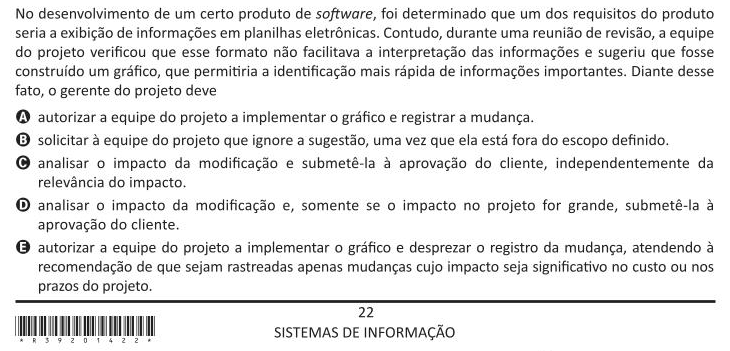 No desenvolvimento de um certo produto de software, foi determinado que um dos requisitos do produto
seria a exibição de informações em planilhas eletrônicas. Contudo, durante uma reunião de revisão, a equipe
do projeto verificou que esse formato não facilitava a interpretação das informações e sugeriu que fosse
construído um gráfico, que permitiria a identificação mais rápida de informações importantes. Diante desse
fato, o gerente do projeto deve
A autorizar a equipe do projeto a implementar o gráfico e registrar a mudança.
B solicitar à equipe do projeto que ignore a sugestão, uma vez que ela está fora do escopo definido.
C analisar o impacto da modificação e submetê-la à aprovação do cliente, independentemente da
relevância do impacto.
D analisar o impacto da modificação e, somente se o impacto no projeto for grande, submetê-la à
aprovação do cliente.
E autorizar a equipe do projeto a implementar o gráfico e desprezar o registro da mudança, atendendo à
recomendação de que sejam rastreadas apenas mudanças cujo impacto seja significativo no custo ou nos
prazos do projeto.
22
SISTEMAS DE INFORMAÇÃO
* R 3 9 2 0 1 4 2 2 *